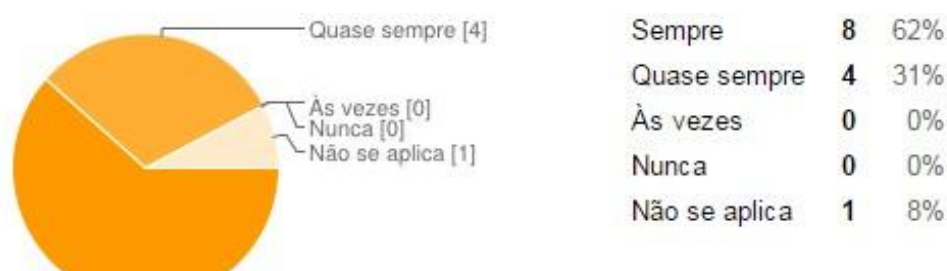 Quase sempre [4]
Às vezes [0]
Nunca [0]
Não se aplica [1]
Sempre 8 62%
Quase sempre 4 31%
Às vezes 0 0%
Nunca 0 0%
Não se aplica 1 8%